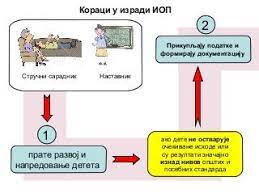 Кораци у изради ИОП
Стручни сарадник
Наставник
1
прате развој и
напредовање детета
ако дете не остварује
очекиване исходе или
су резултати значајно
изнад нивоа општих и
посебних стандарда
2
Прикупљају податке и
формирају документацију